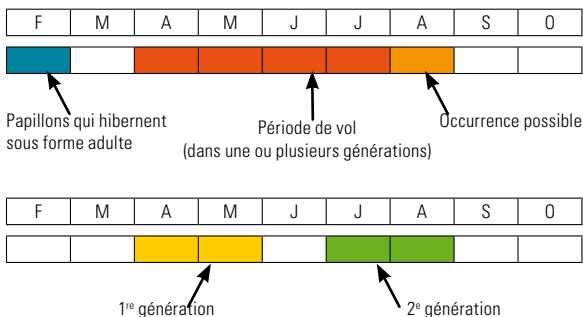 F M A M J J A S O
Papillons qui hibernent
sous forme adulte
Période de vol
(dans une ou plusieurs générations)
Occurrence possible
F M A M J J A S O
1re génération
2e génération